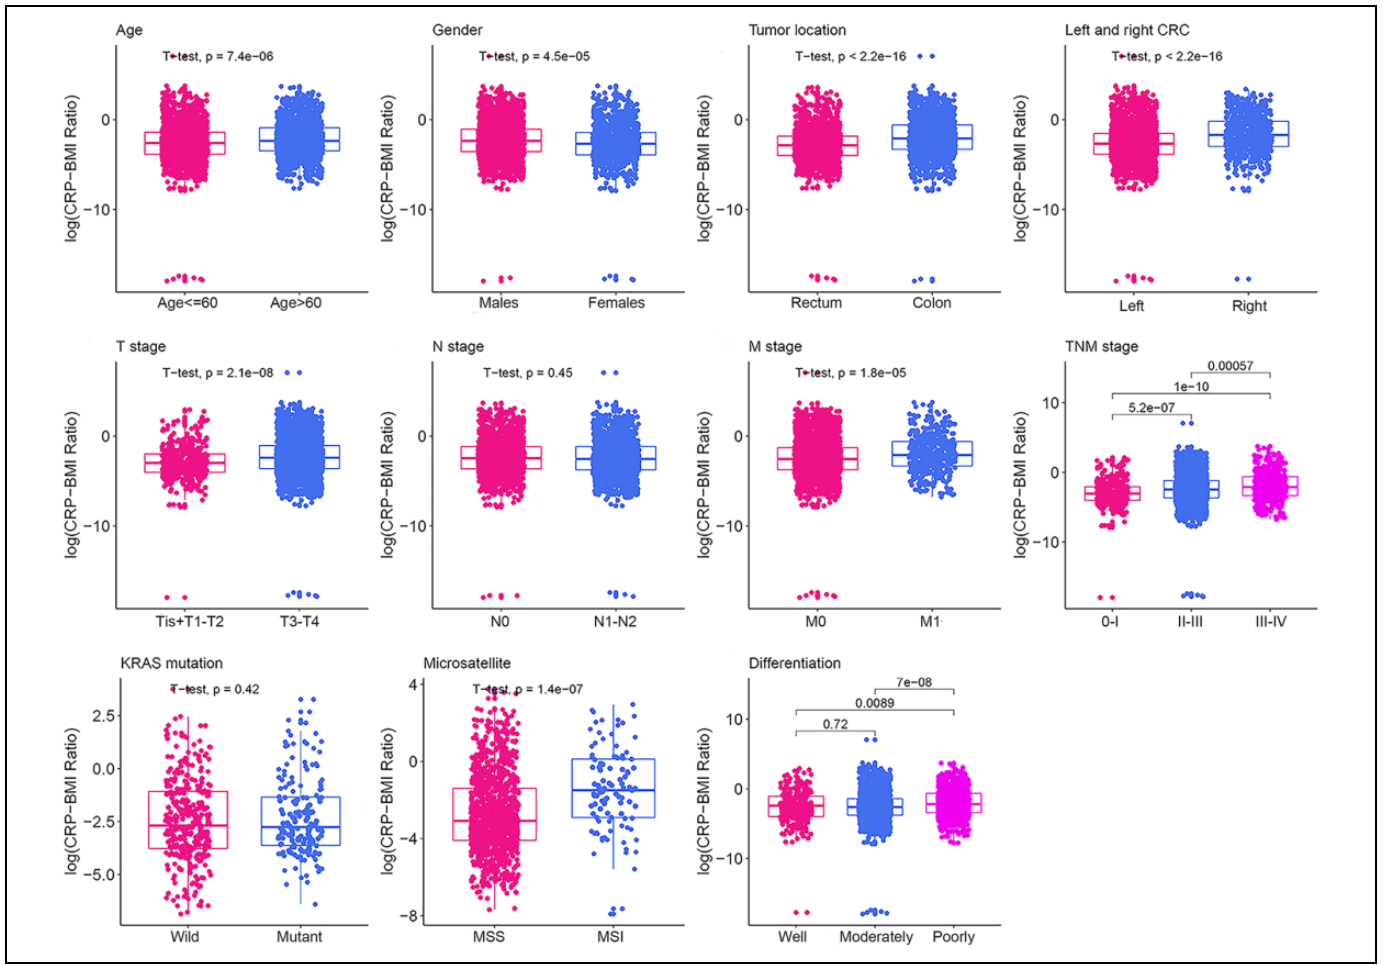 Age
T-test, p = 7.4e-06
log(CRP-BMI Ratio)
0
-10
Age<=60
Age>60
Gender
T-test, p = 4.5e-05
log(CRP-BMI Ratio)
0
-10
Males
Females
Tumor location
T-test, p < 2.2e-16
log(CRP-BMI Ratio)
0
-10
Rectum
Colon
Left and right CRC
T-test, p < 2.2e-16
log(CRP-BMI Ratio)
0
-10
Left
Right
T stage
T-test, p = 2.1e-08
log(CRP-BMI Ratio)
0
-10
Tis+T1-T2
T3-T4
N stage
T-test, p = 0.45
log(CRP-BMI Ratio)
0
-10
N0
N1-N2
M stage
T-test, p = 1.8e-05
log(CRP-BMI Ratio)
0
-10
M0
M1
TNM stage
0.00057
1e-10
5.2e-07
log(CRP-BMI Ratio)
10
0
-10
0-I
II-III
III-IV
KRAS mutation
T-test, p = 0.42
log(CRP-BMI Ratio)
2.5
0.0
-2.5
-5.0
Wild
Mutant
Microsatellite
T-test, p = 1.4e-07
log(CRP-BMI Ratio)
4
0
-4
-8
MSS
MSI
Differentiation
7e-08
0.0089
0.72
log(CRP-BMI Ratio)
10
0
-10
Well
Moderately
Poorly